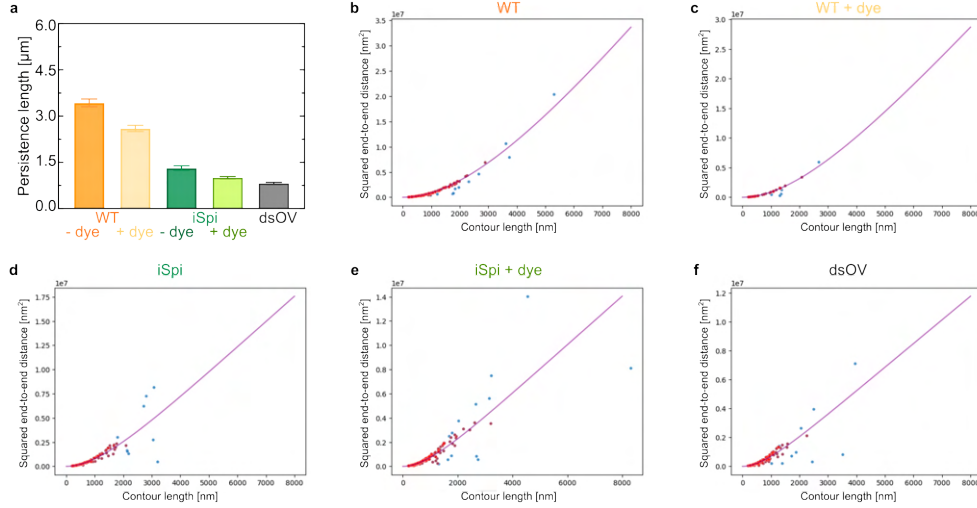 a
Persistence length [μm]
6.0
4.5
3.0
1.5
0.0
WT
iSpi
dsOV
- dye
+ dye
- dye
+ dye
b
WT
1e7
Squared end-to-end distance [nm²]
3.5
3.0
2.5
2.0
1.5
1.0
0.5
0.0
0 1000 2000 3000 4000 5000 6000 7000 8000
Contour length [nm]
c
WT + dye
1e7
Squared end-to-end distance [nm²]
3.0
2.5
2.0
1.5
1.0
0.5
0.0
0 1000 2000 3000 4000 5000 6000 7000 8000
Contour length [nm]
d
iSpi
1e7
Squared end-to-end distance [nm²]
1.75
1.50
1.25
1.00
0.75
0.50
0.25
0.00
0 1000 2000 3000 4000 5000 6000 7000 8000
Contour length [nm]
e
iSpi + dye
1e7
Squared end-to-end distance [nm²]
1.4
1.2
1.0
0.8
0.6
0.4
0.2
0.0
0 2000 4000 6000 8000
Contour length [nm]
f
dsOV
1e7
Squared end-to-end distance [nm²]
1.2
1.0
0.8
0.6
0.4
0.2
0.0
0 1000 2000 3000 4000 5000 6000 7000 8000
Contour length [nm]